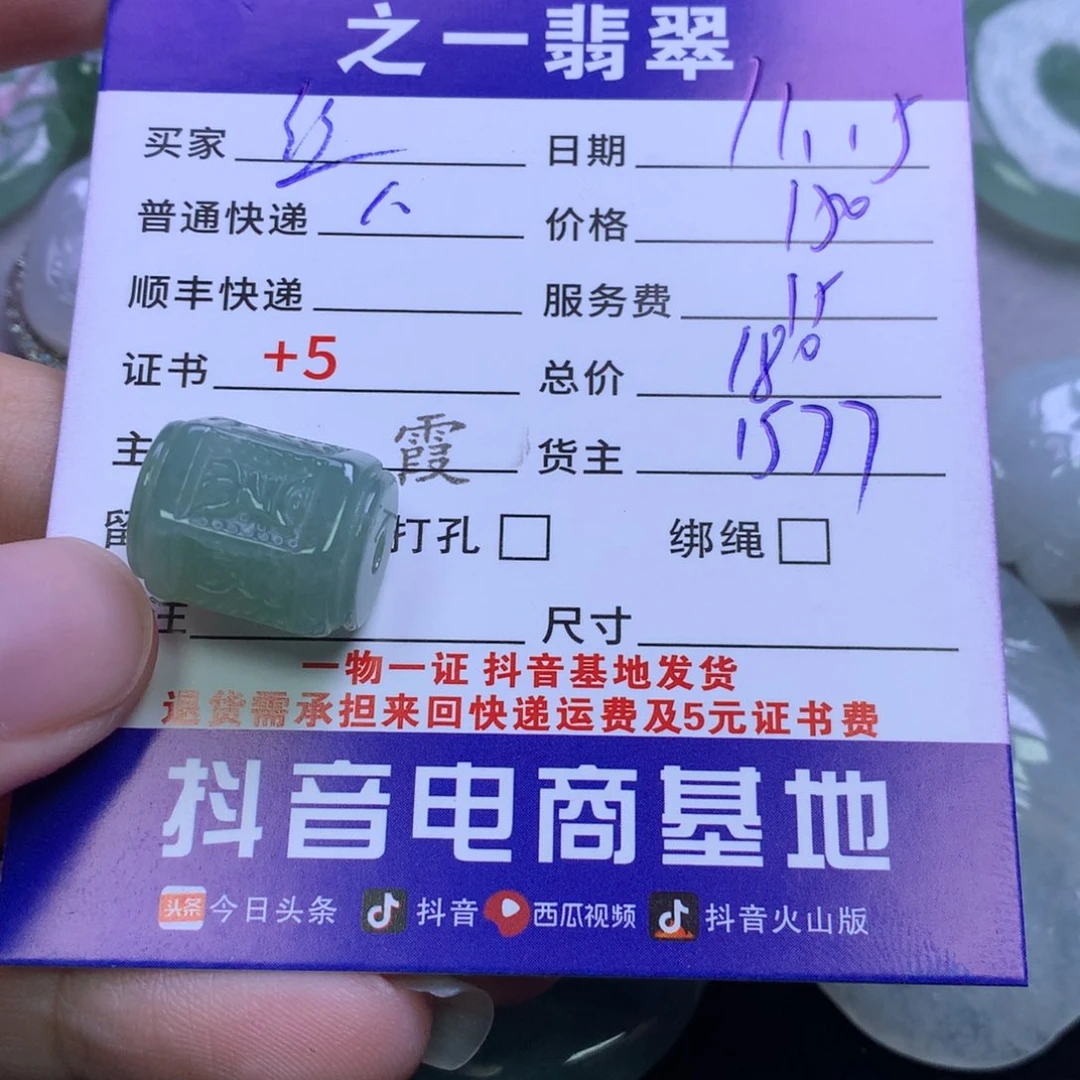 之一翡翠
买家 丝 日期 11.15
普通快递 价格 150
顺丰快递 服务费 15
证书 +5 总价 180
主 霞 货主 1577
留 打孔 绑绳
尺寸
一物一证 抖音基地发货
退货需承担来回快递运费及5元证书费
抖音电商基地
头条 今日头条 抖音 西瓜视频 抖音火山版